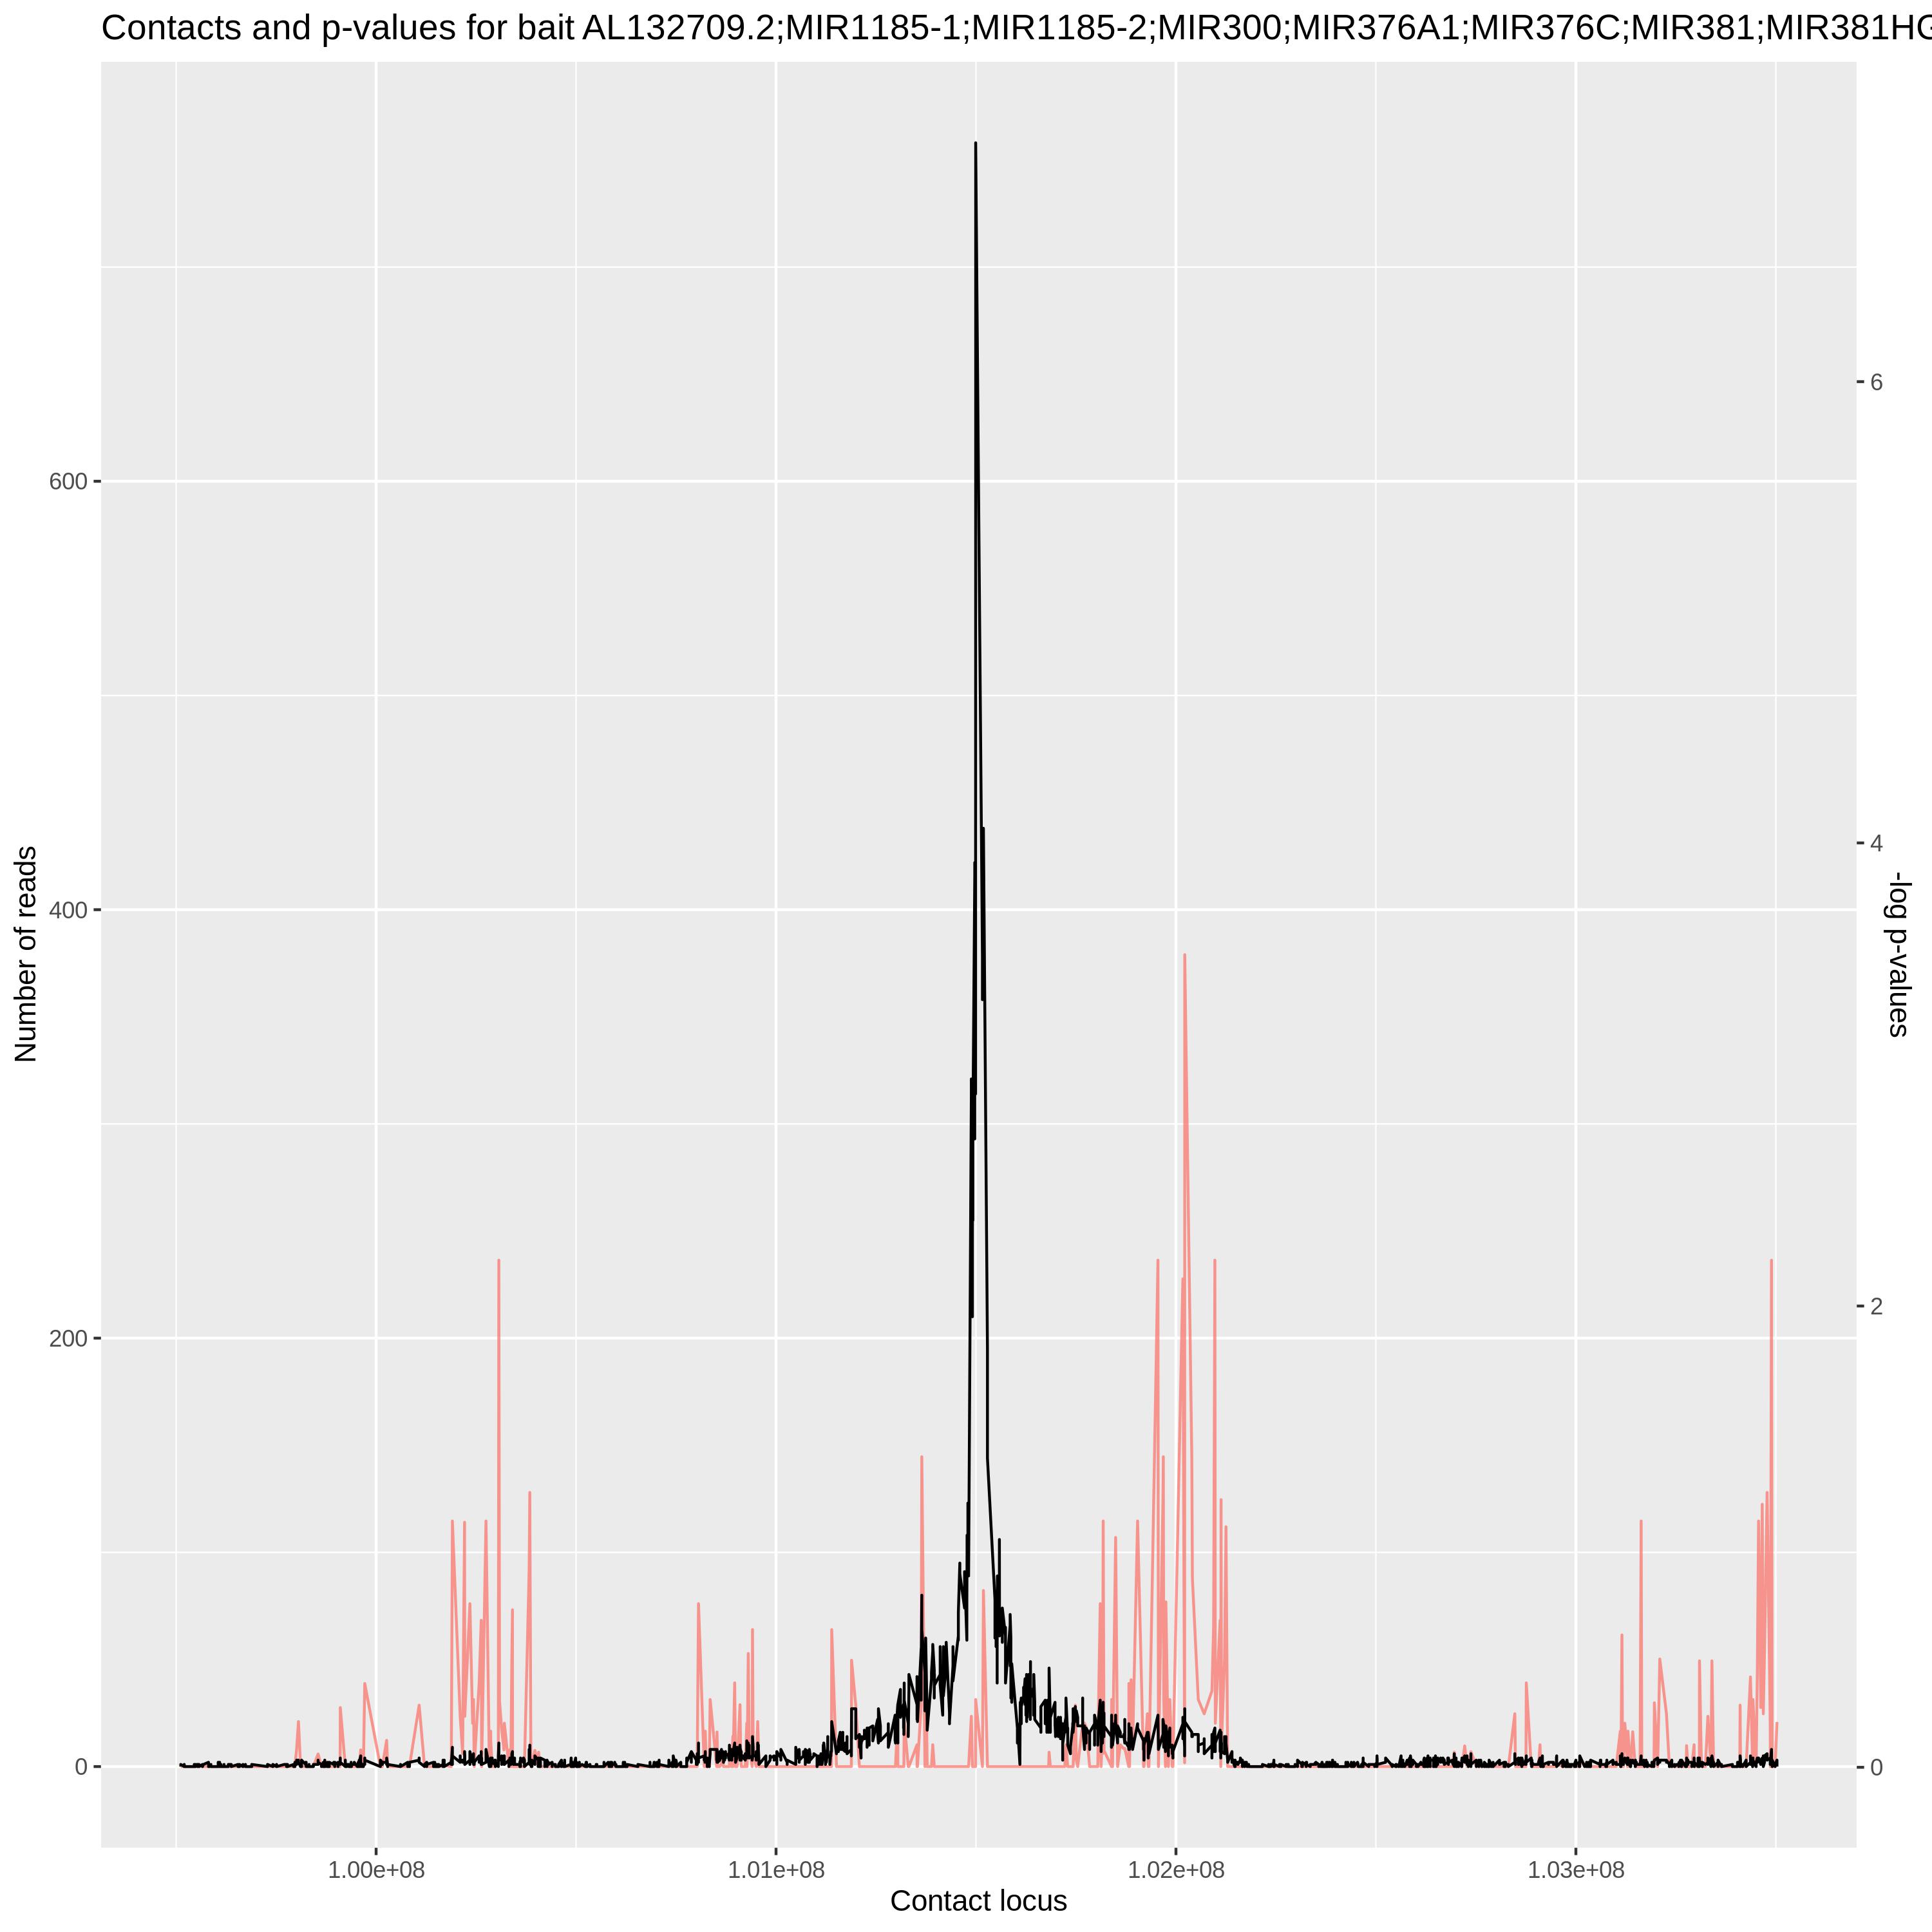 Contacts and p-values for bait AL132709.2;MIR1185-1;MIR1185-2;MIR300;MIR376A1;MIR376C;MIR381;MIR381HG
600
400
200
0
Number of reads
6
4
2
0
-log p-values
1.00e+08
1.01e+08
1.02e+08
1.03e+08
Contact locus